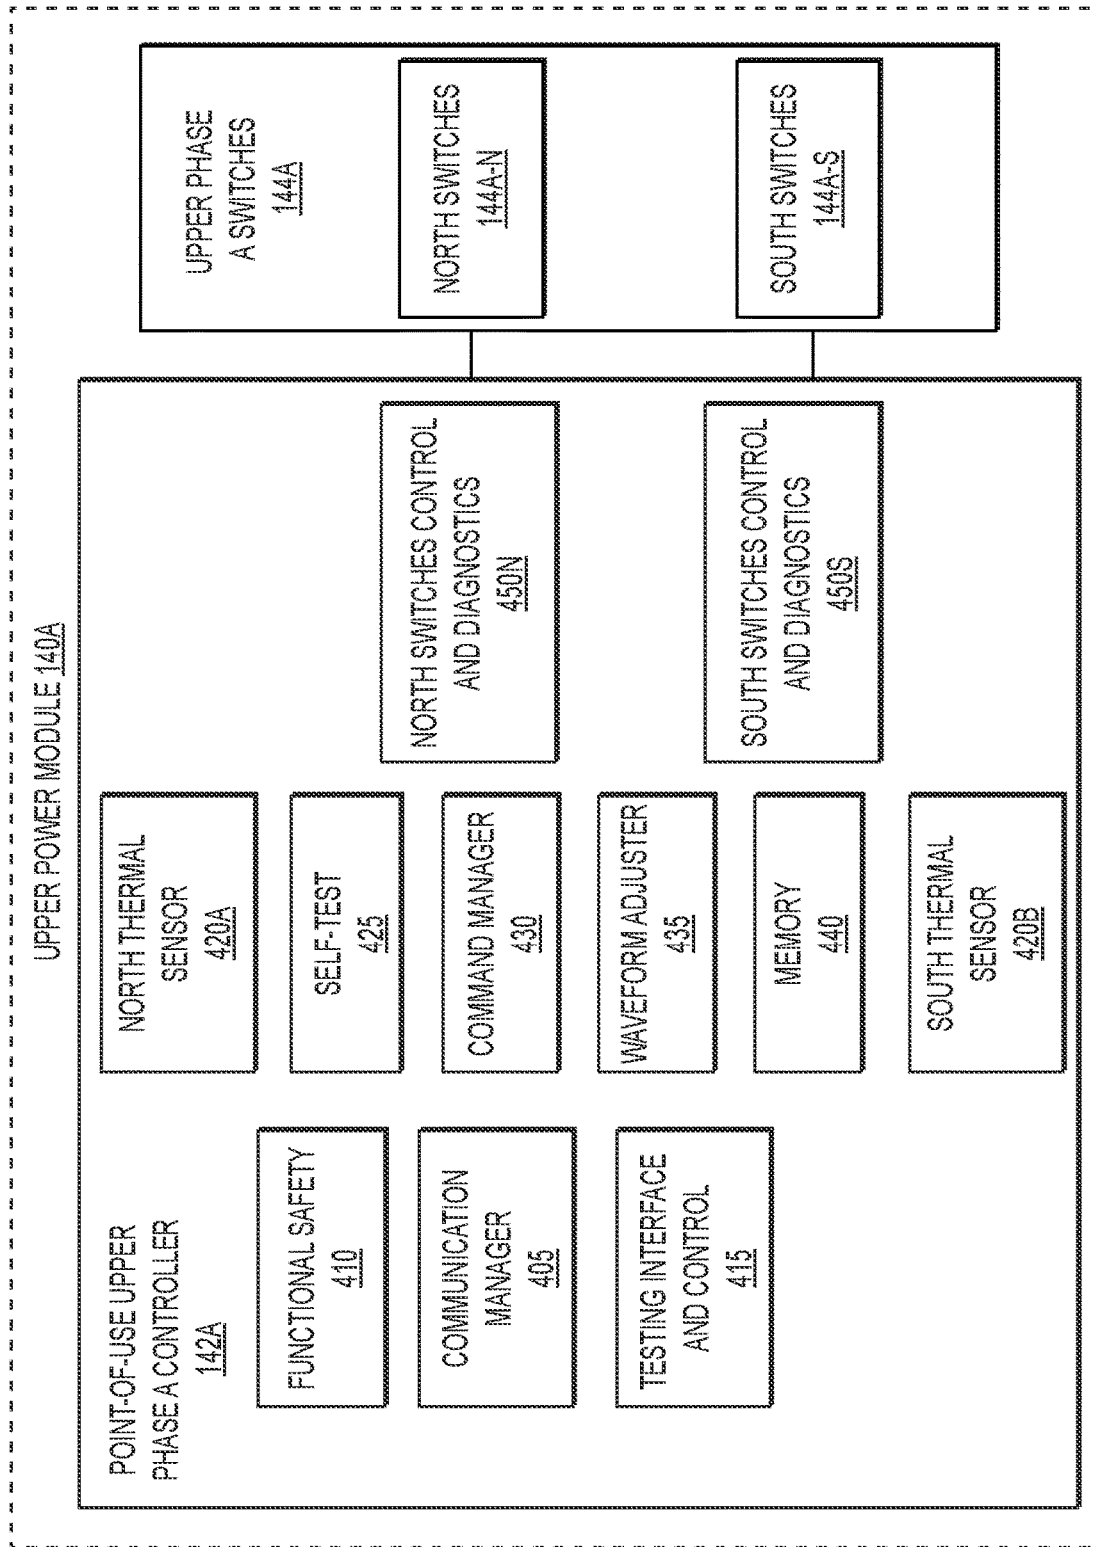 UPPER POWER MODULE 140A
POINT-OF-USE UPPER
PHASE A CONTROLLER
142A
FUNCTIONAL SAFETY
410
COMMUNICATION
MANAGER
405
TESTING INTERFACE
AND CONTROL
415
NORTH THERMAL
SENSOR
420A
SELF-TEST
425
COMMAND MANAGER
430
WAVEFORM ADJUSTER
435
MEMORY
440
SOUTH THERMAL
SENSOR
420B
NORTH SWITCHES CONTROL
AND DIAGNOSTICS
450N
SOUTH SWITCHES CONTROL
AND DIAGNOSTICS
450S
UPPER PHASE
A SWITCHES
144A
NORTH SWITCHES
144A-N
SOUTH SWITCHES
144A-S